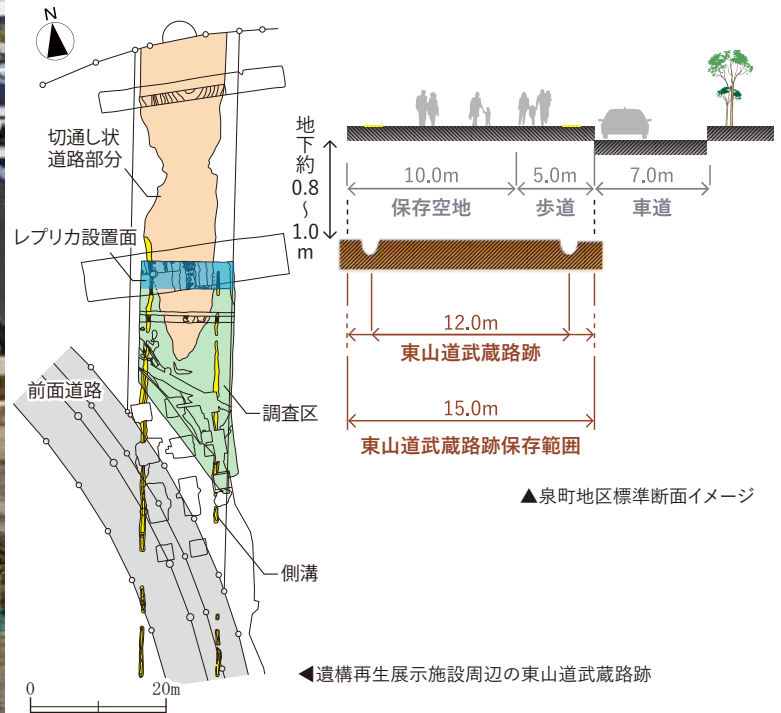 N
切通し状
道路部分
レプリカ設置面
前面道路
調査区
側溝
0
20m
◀遺構再生展示施設周辺の東山道武蔵路跡
地下約0.8〜1.0m
10.0m
5.0m
7.0m
保存空地
歩道
車道
12.0m
東山道武蔵路跡
15.0m
東山道武蔵路跡保存範囲
▲泉町地区標準断面イメージ